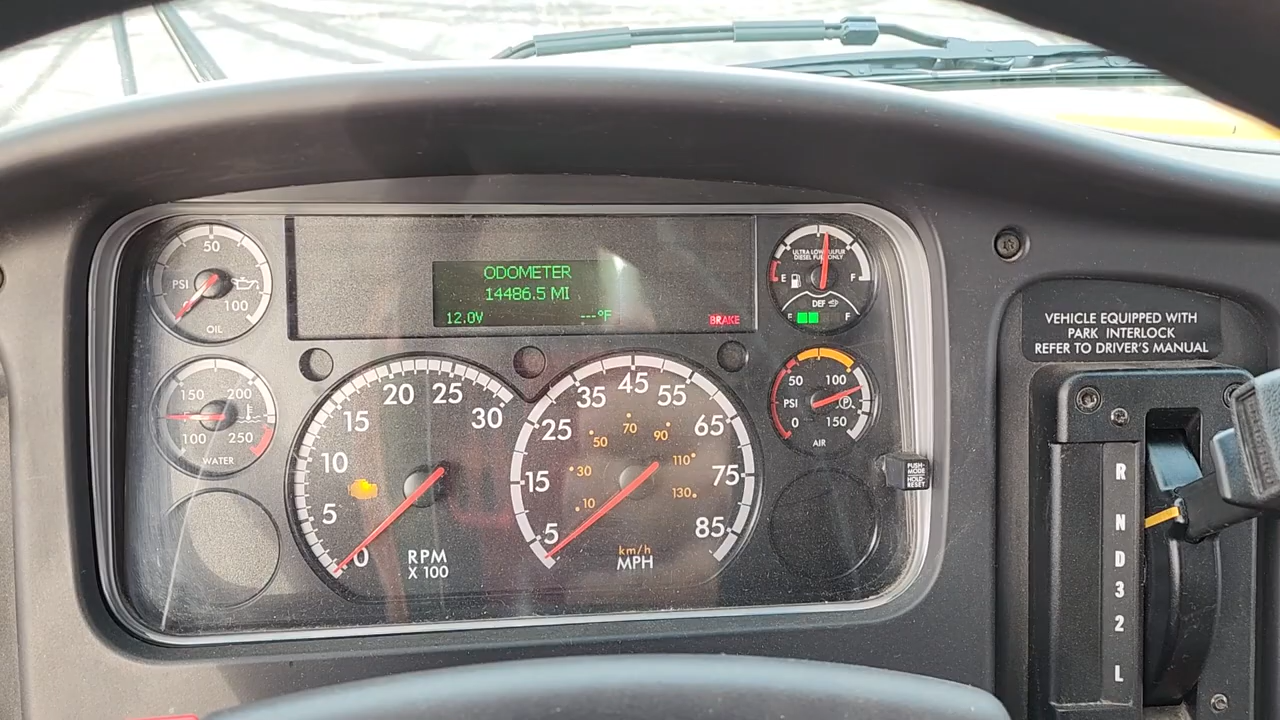 50
PSI
0
100
OIL
150
200
100
250
WATER
ODOMETER
14486.5 MI
12.0V
---°F
BRAKE
0
5
10
15
20
25
30
RPM
X 100
5
15
25
35
45
55
65
75
85
10
30
50
70
90
110
130
km/h
MPH
ULTRA LOW SULFUR
DIESEL FUEL ONLY
E
F
DEF
E
F
50
100
PSI
P
0
150
AIR
PUSH-
MODE
HOLD-
RESET
VEHICLE EQUIPPED WITH
PARK INTERLOCK
REFER TO DRIVER'S MANUAL
R
N
D
3
2
L